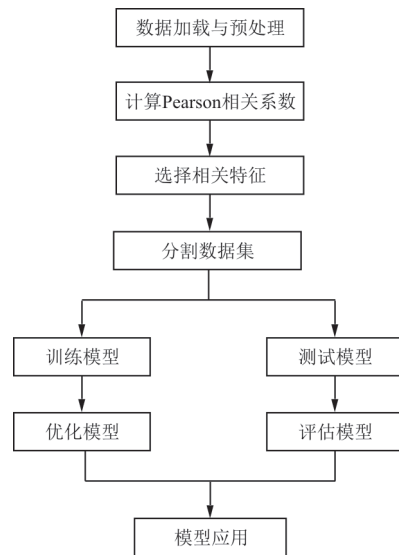 数据加载与预处理
计算Pearson相关系数
选择相关特征
分割数据集
训练模型
测试模型
优化模型
评估模型
模型应用